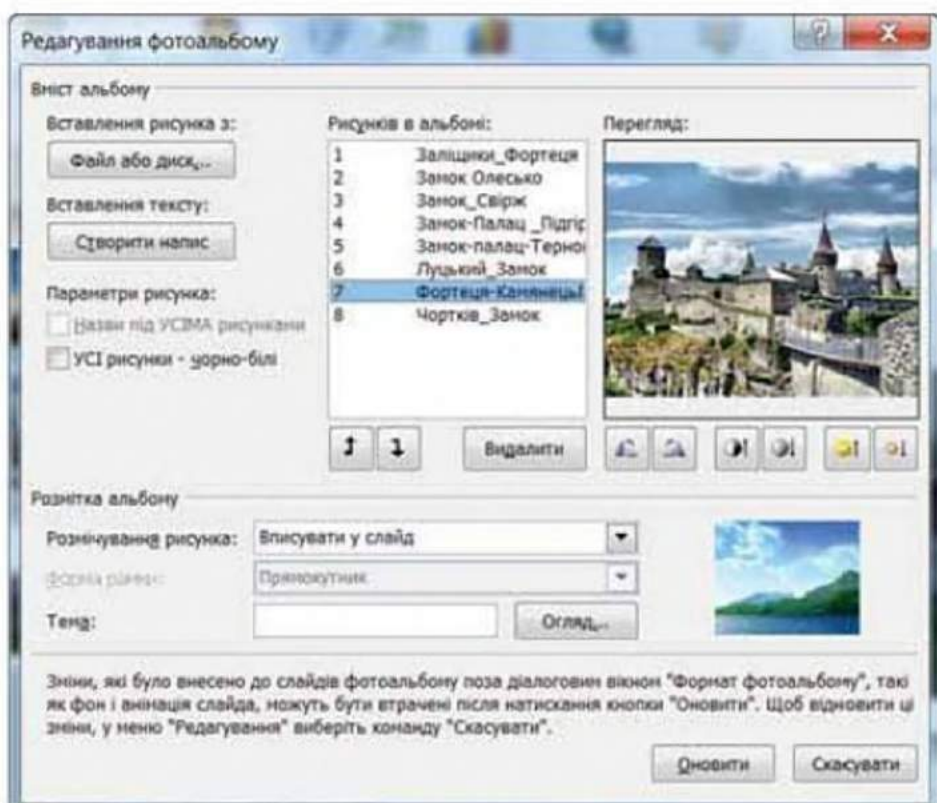 Редагування фотоальбому
Вміст альбому
Вставлення рисунка з:
Файл або диск...
Вставлення тексту:
Створити напис
Параметри рисунка:
Назви під УСІМА рисунками
УСІ рисунки - чорно-білі
Рисунків в альбомі:
1 Заліщики_Фортеця
2 Замок Олесько
3 Замок_Свірж
4 Замок-Палац _Підгір
5 Замок-палац-Терно
6 Луцький_Замок
7 Фортеця-Камянець
8 Чортків_Замок
Видалити
Перегляд:
Розмітка альбому
Розмічування рисунка: Вписувати у слайд
Форма рамки: Прямокутник
Тема:
Огляд...
Зміни, які було внесено до слайдів фотоальбому поза діалоговим вікном "Формат фотоальбому", такі
як фон і анімація слайда, можуть бути втрачені після натискання кнопки "Оновити". Щоб відновити ці
зміни, у меню "Редагування" виберіть команду "Скасувати".
Оновити
Скасувати